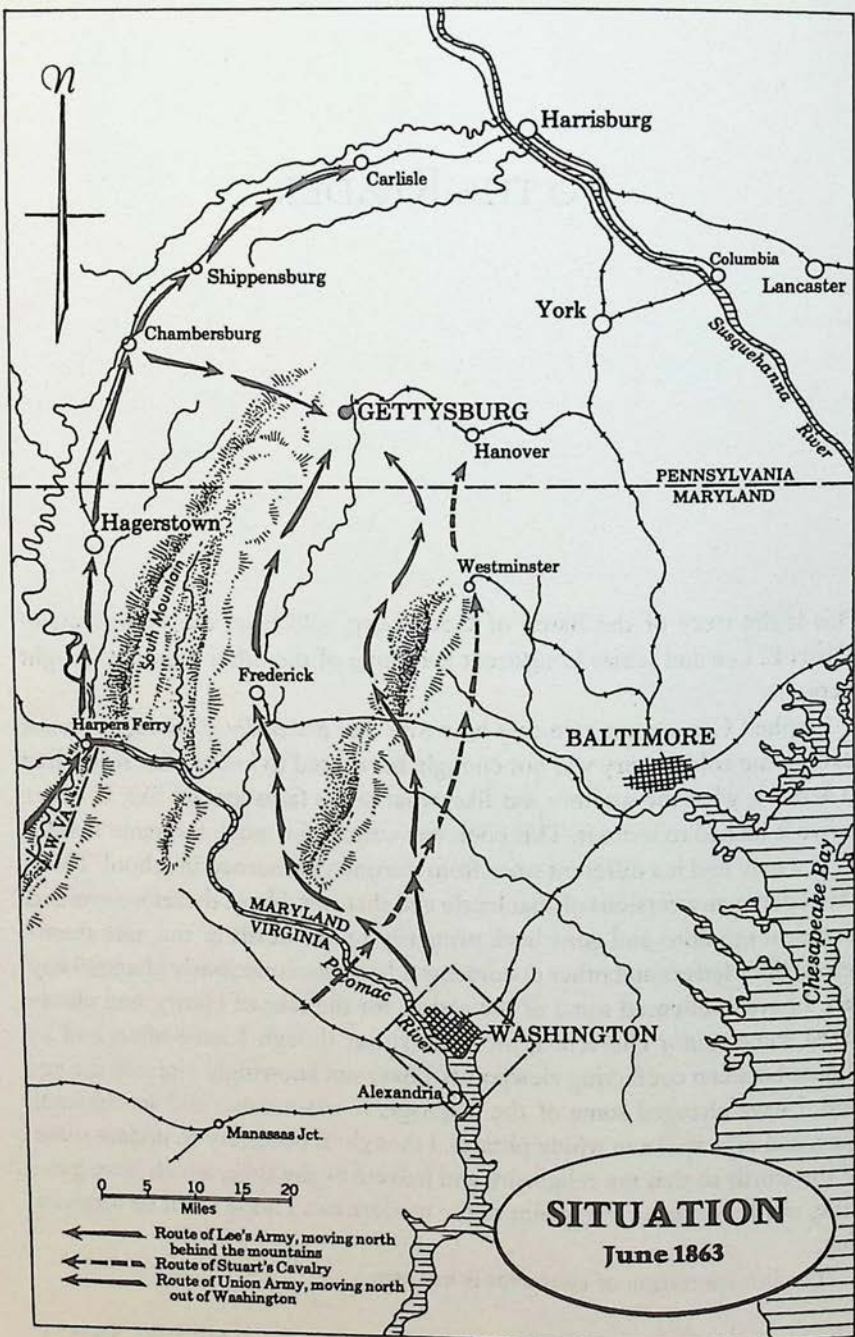 N
Harrisburg
Carlisle
Columbia
Shippensburg
Lancaster
York
Chambersburg
Susquehanna
River
GETTYSBURG
Hanover
PENNSYLVANIA
MARYLAND
Hagerstown
South Mountain
Westminster
Frederick
Harpers Ferry
BALTIMORE
W. VA.
MARYLAND
VIRGINIA
Potomac
River
Chesapeake Bay
WASHINGTON
Alexandria
Manassas Jct.
0 5 10 15 20
Miles
Route of Lee's Army, moving north
behind the mountains
Route of Stuart's Cavalry
Route of Union Army, moving north
out of Washington
SITUATION
June 1863